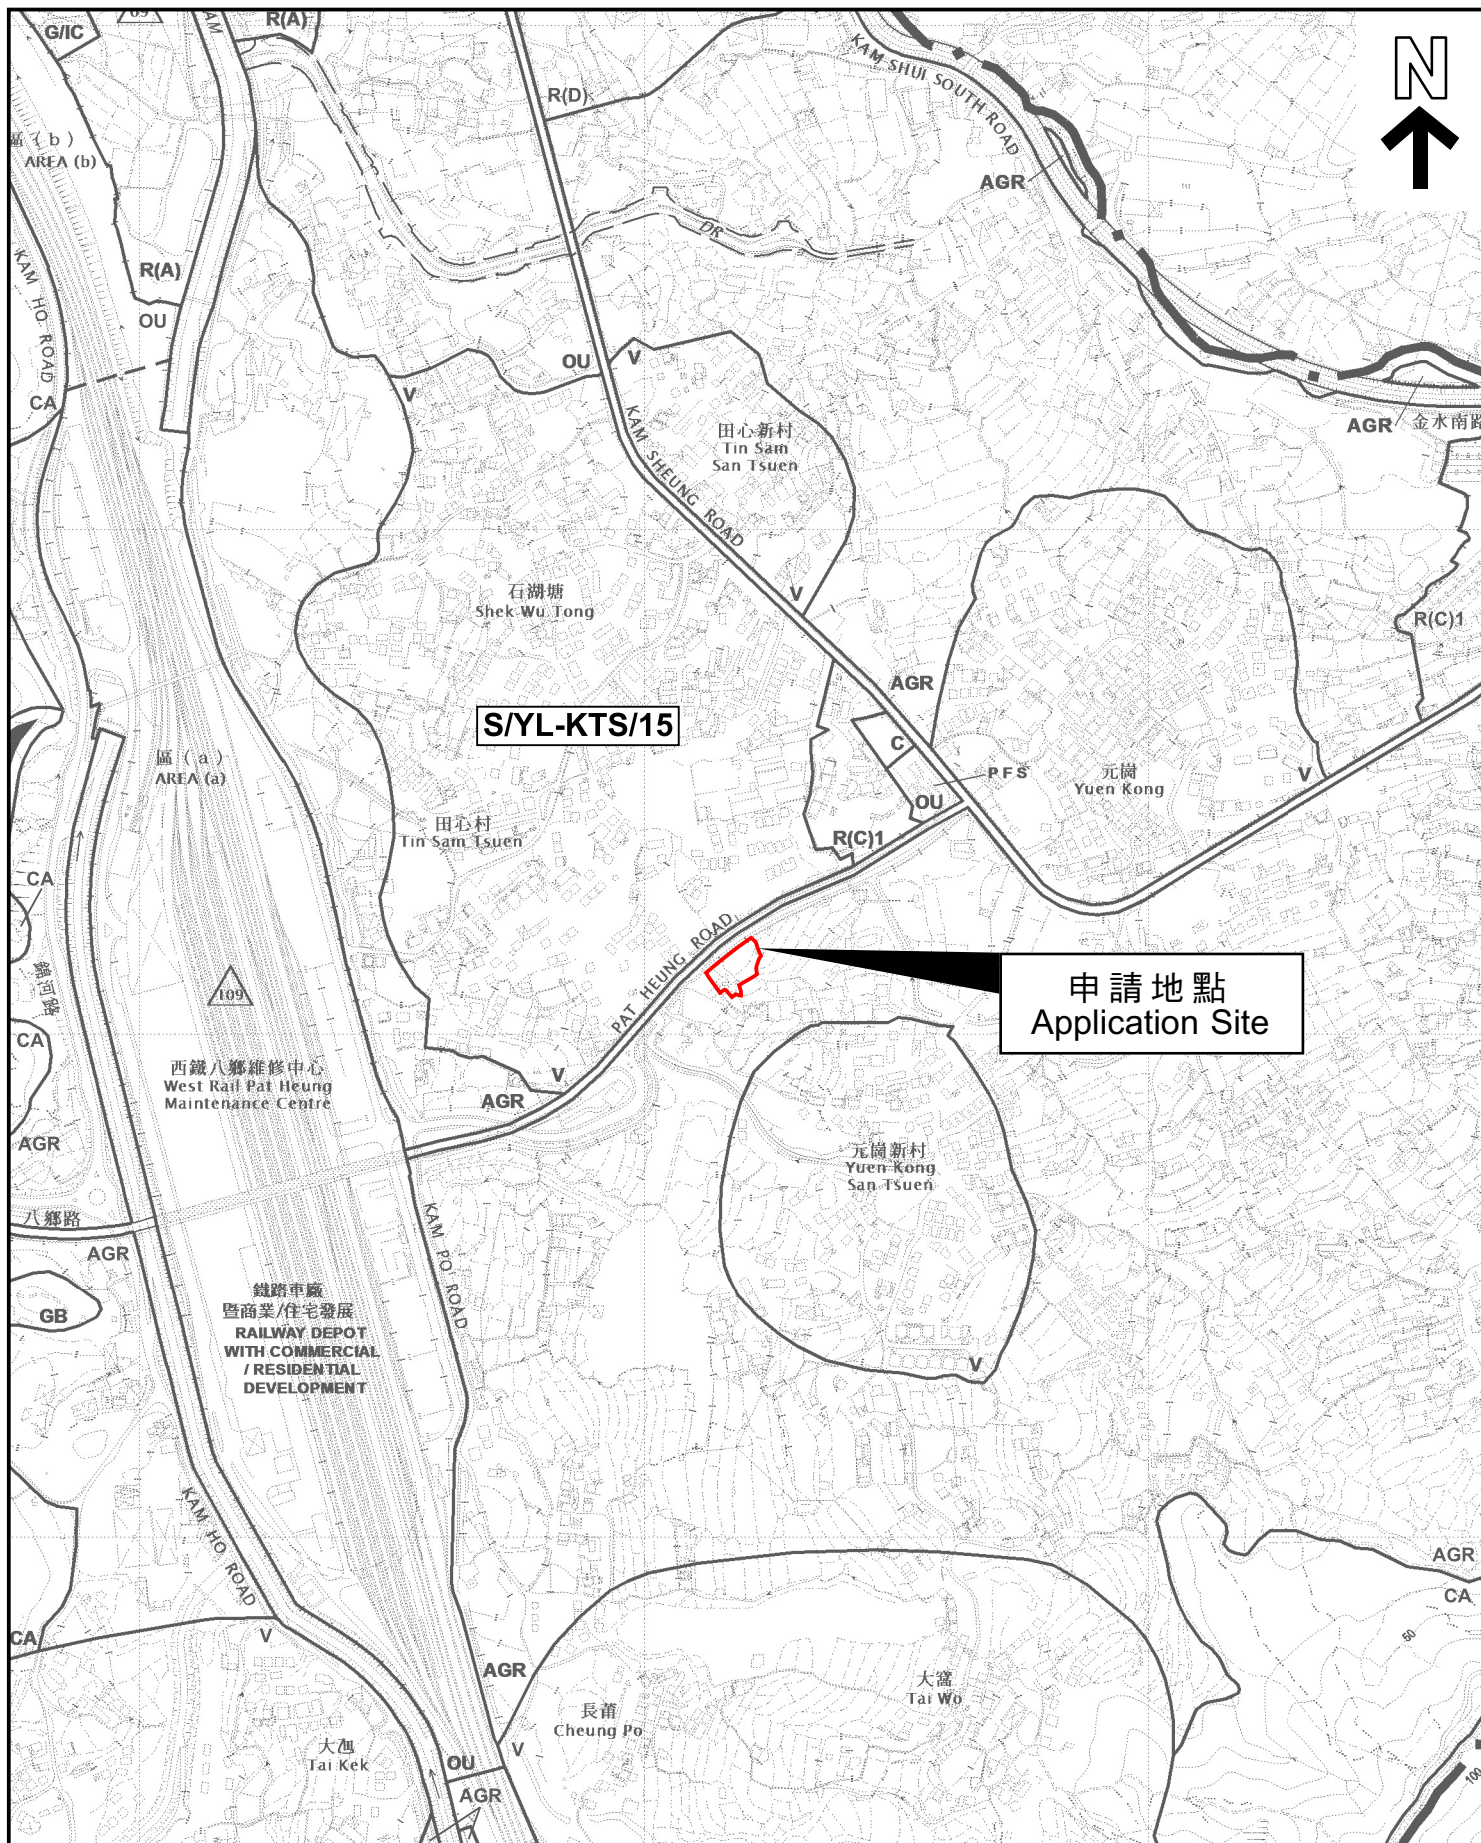 69
G/IC
R(A)
KAM
N
KAM SHUI SOUTH ROAD
R(D)
區 ( b )
AREA (b)
AGR
DR
KAM HO ROAD
R(A)
OU
OU
V
V
CA
AGR
金水南路
田心新村
Tin Sam
San Tsuen
KAM SHEUNG ROAD
石湖塘
Shek Wu Tong
V
R(C)1
AGR
S/YL-KTS/15
C
區 ( a )
AREA (a)
PFS
元崗
Yuen Kong
V
OU
田心村
Tin Sam Tsuen
R(C)1
CA
PAT HEUNG ROAD
錦河路
109
申請地點
Application Site
CA
西鐵八鄉維修中心
West Rail Pat Heung
Maintenance Centre
V
AGR
AGR
元崗新村
Yuen Kong
San Tsuen
八鄉路
KAM PO ROAD
AGR
鐵路車廠
暨商業/住宅發展
RAILWAY DEPOT
WITH COMMERCIAL
/ RESIDENTIAL
DEVELOPMENT
GB
V
KAM HO ROAD
AGR
CA
50
CA
V
AGR
大窩
Tai Wo
長莆
Cheung Po
Tai Kek
V
OU
AGR
100